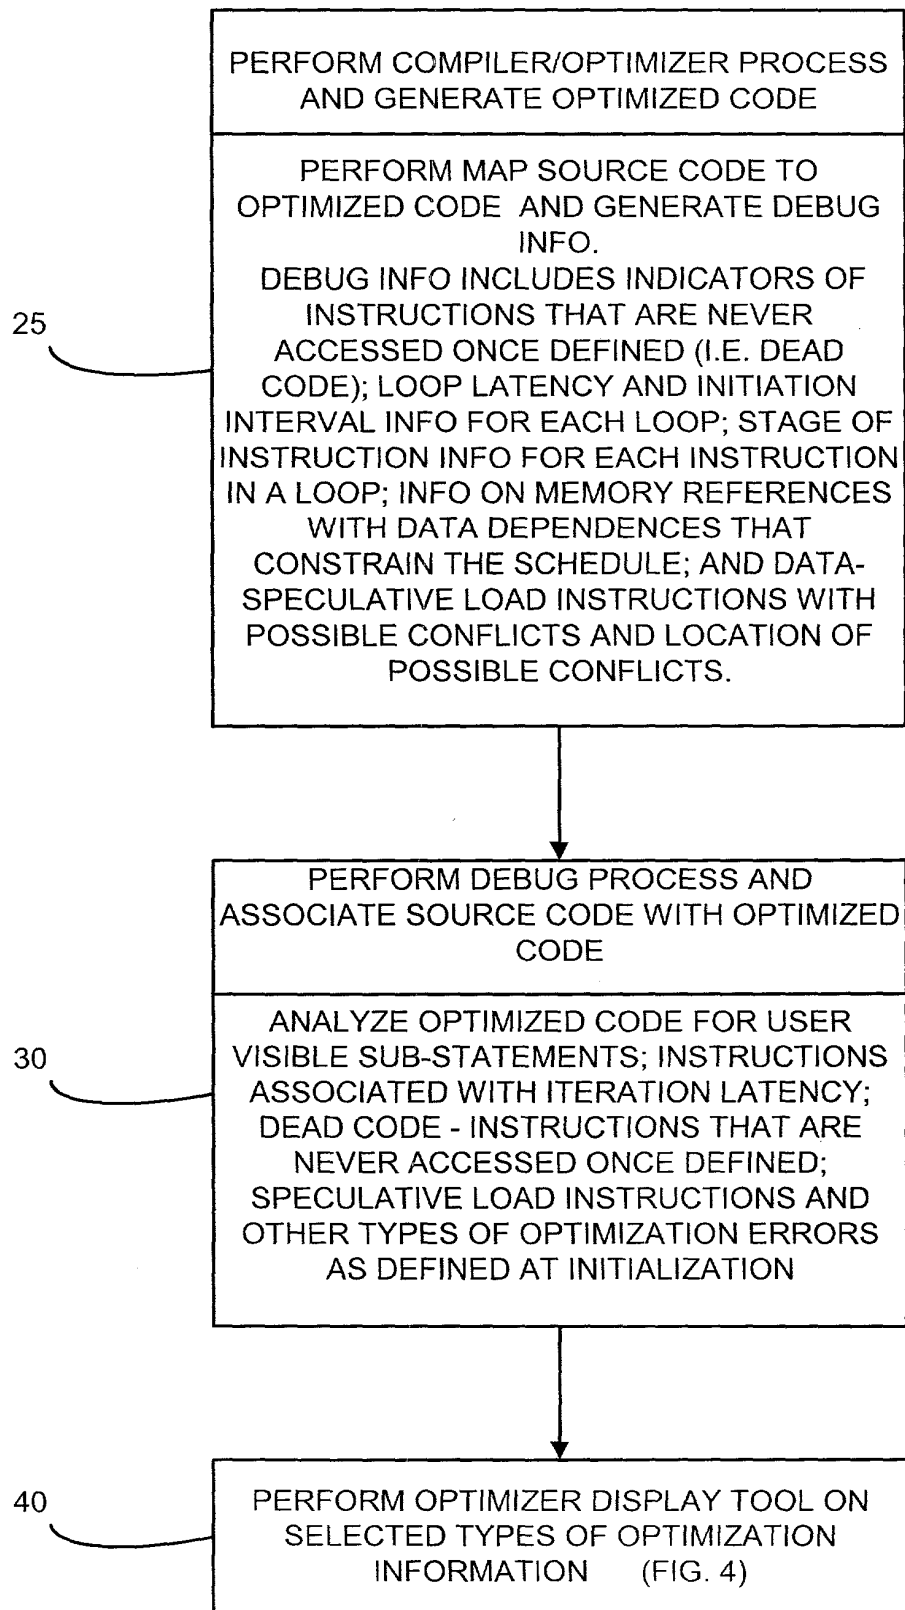 PERFORM COMPILER/OPTIMIZER PROCESS
AND GENERATE OPTIMIZED CODE
PERFORM MAP SOURCE CODE TO
OPTIMIZED CODE AND GENERATE DEBUG
INFO.
DEBUG INFO INCLUDES INDICATORS OF
INSTRUCTIONS THAT ARE NEVER
ACCESSED ONCE DEFINED (I.E. DEAD
CODE); LOOP LATENCY AND INITIATION
INTERVAL INFO FOR EACH LOOP; STAGE OF
INSTRUCTION INFO FOR EACH INSTRUCTION
IN A LOOP; INFO ON MEMORY REFERENCES
WITH DATA DEPENDENCES THAT
CONSTRAIN THE SCHEDULE; AND DATA-
SPECULATIVE LOAD INSTRUCTIONS WITH
POSSIBLE CONFLICTS AND LOCATION OF
POSSIBLE CONFLICTS.
25
PERFORM DEBUG PROCESS AND
ASSOCIATE SOURCE CODE WITH OPTIMIZED
CODE
ANALYZE OPTIMIZED CODE FOR USER
VISIBLE SUB-STATEMENTS; INSTRUCTIONS
ASSOCIATED WITH ITERATION LATENCY;
DEAD CODE - INSTRUCTIONS THAT ARE
NEVER ACCESSED ONCE DEFINED;
SPECULATIVE LOAD INSTRUCTIONS AND
OTHER TYPES OF OPTIMIZATION ERRORS
AS DEFINED AT INITIALIZATION
30
PERFORM OPTIMIZER DISPLAY TOOL ON
SELECTED TYPES OF OPTIMIZATION
INFORMATION (FIG. 4)
40